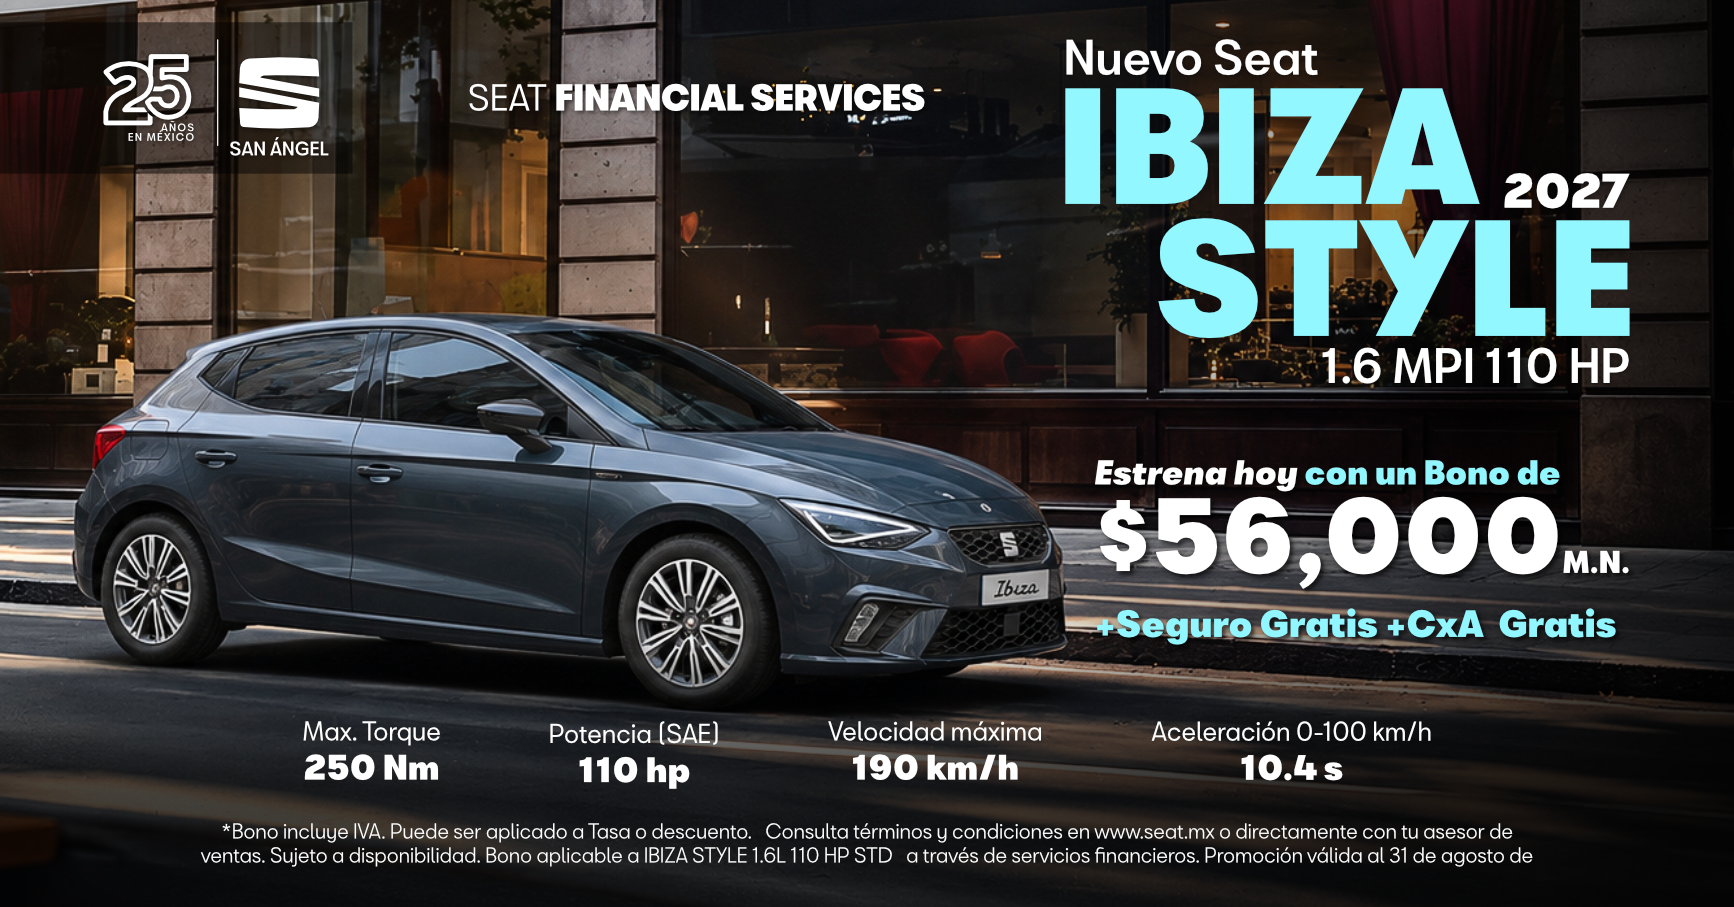 25
AÑOS
EN MÉXICO
SAN ÁNGEL
SEAT FINANCIAL SERVICES
Nuevo Seat
IBIZA
2027
STYLE
1.6 MPI 110 HP
Estrena hoy con un Bono de
$56,000 M.N.
+Seguro Gratis +CxA Gratis
Ibiza
Max. Torque
250 Nm
Potencia (SAE)
110 hp
Velocidad máxima
190 km/h
Aceleración 0-100 km/h
10.4 s
*Bono incluye IVA. Puede ser aplicado a Tasa o descuento. Consulta términos y condiciones en www.seat.mx o directamente con tu asesor de
ventas. Sujeto a disponibilidad. Bono aplicable a IBIZA STYLE 1.6L 110 HP STD a través de servicios financieros. Promoción válida al 31 de agosto de